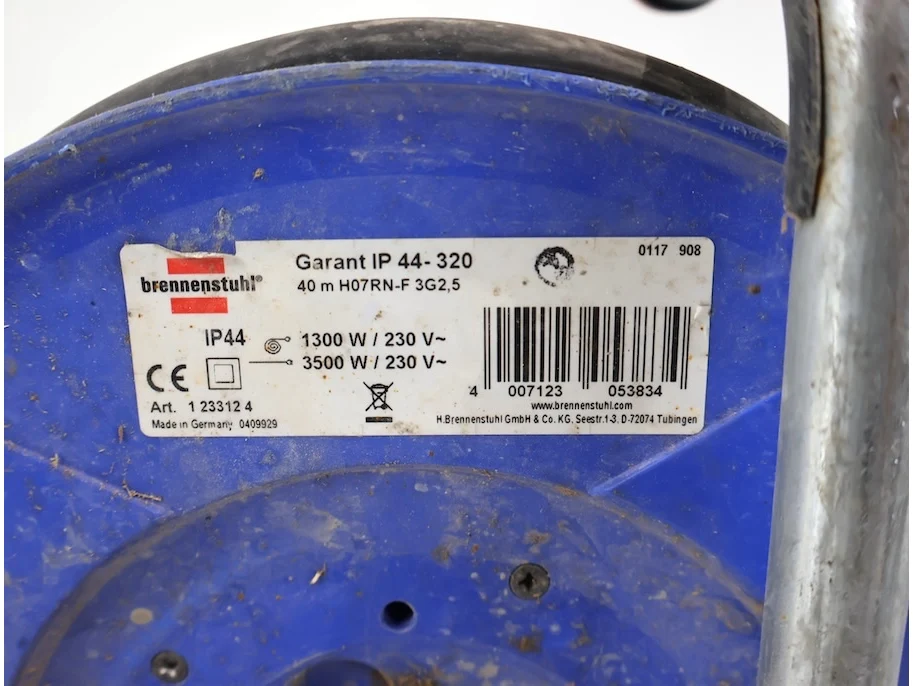 Garant IP 44-320
0117 908
brennenstuhl®
40 m H07RN-F 3G2,5
IP44
1300 W / 230 V~
3500 W / 230 V~
CE
4 007123 053834
Art. 1 23312 4
www.brennenstuhl.com
Made in Germany 0409929
H.Brennenstuhl GmbH & Co. KG. Seestr.1-3. D-72074 Tübingen